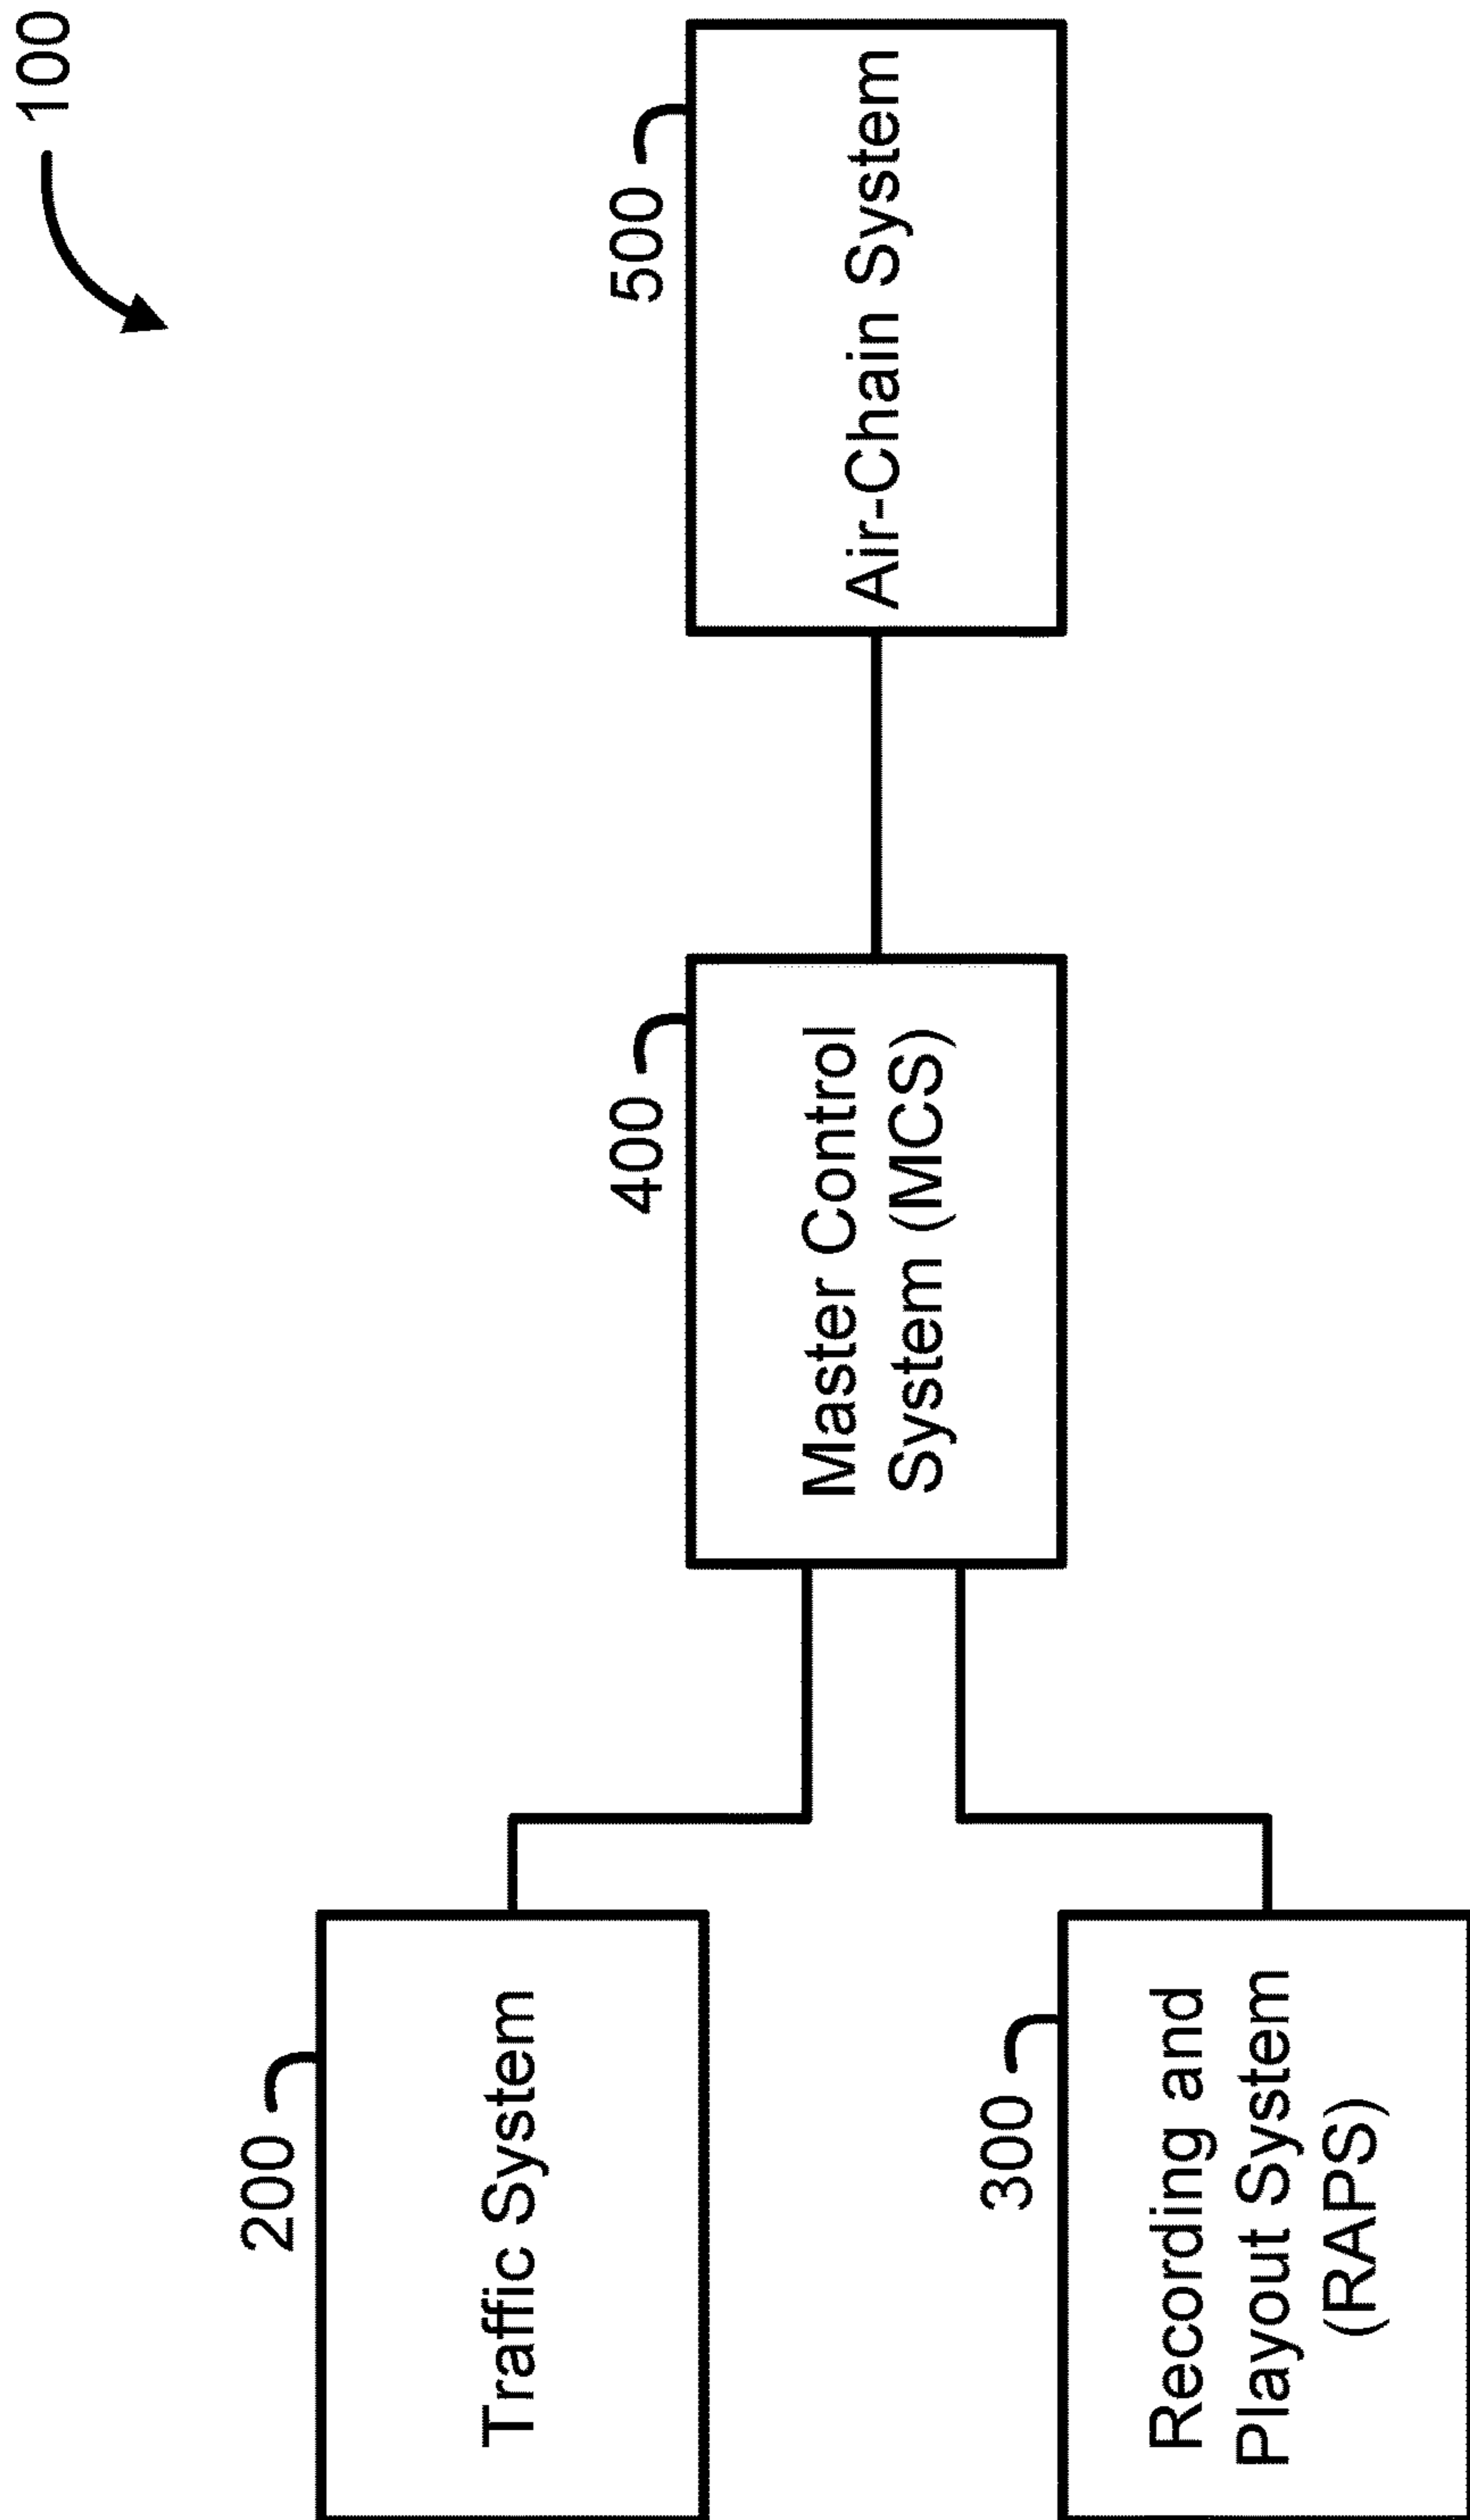 100
200
Traffic System
300
Recording and
Playout System
(RAPS)
400
Master Control
System (MCS)
500
Air-Chain System